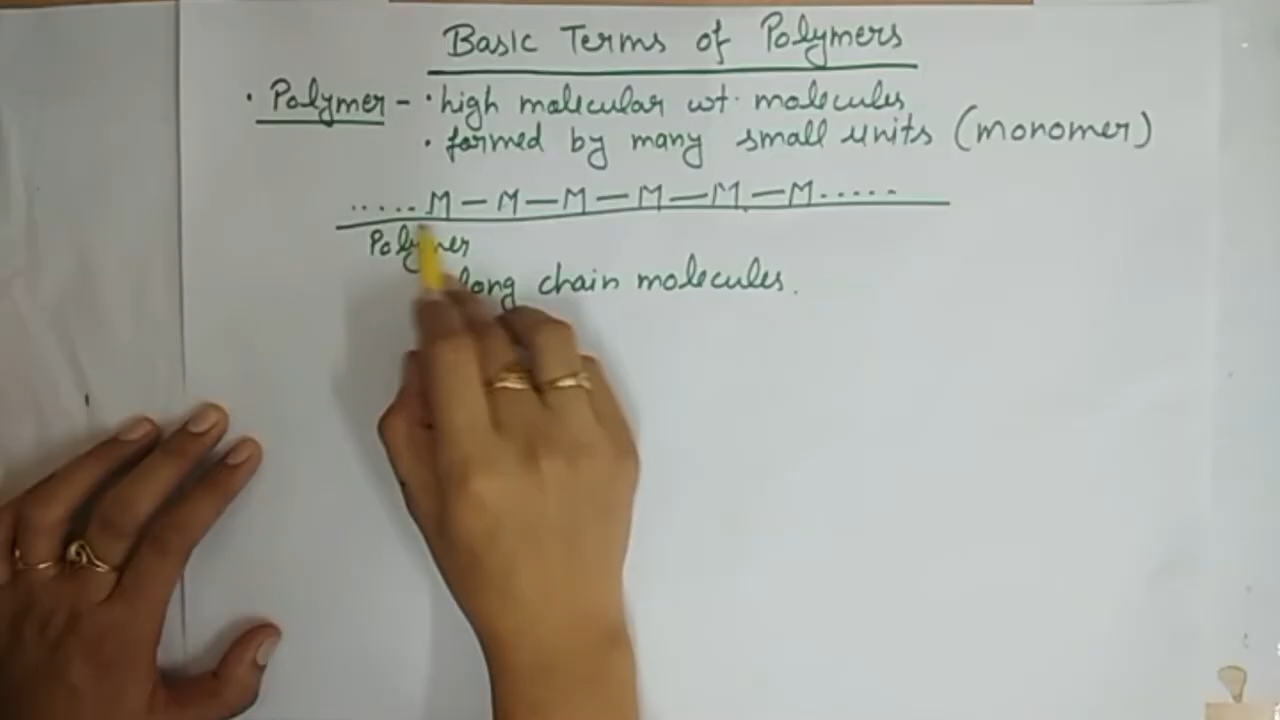 Basic Terms of Polymers
· Polymer - · high molecular wt. molecules
· formed by many small units (monomer)
.....M-M-M-M-M-M.....
Polymer
long chain molecules.